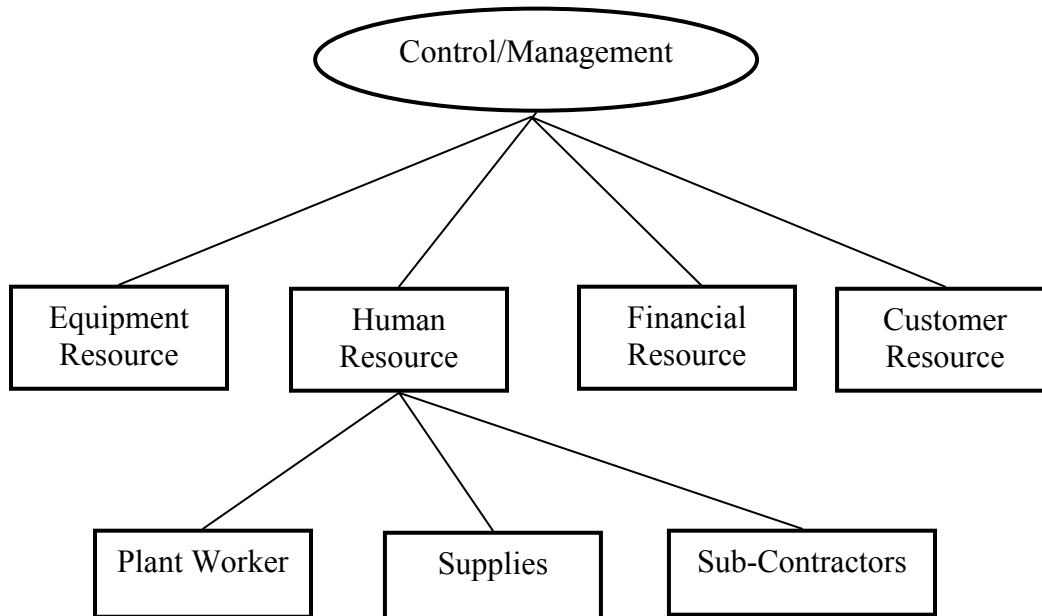 Control/Management
Equipment
Resource
Human
Resource
Financial
Resource
Customer
Resource
Plant Worker
Supplies
Sub-Contractors